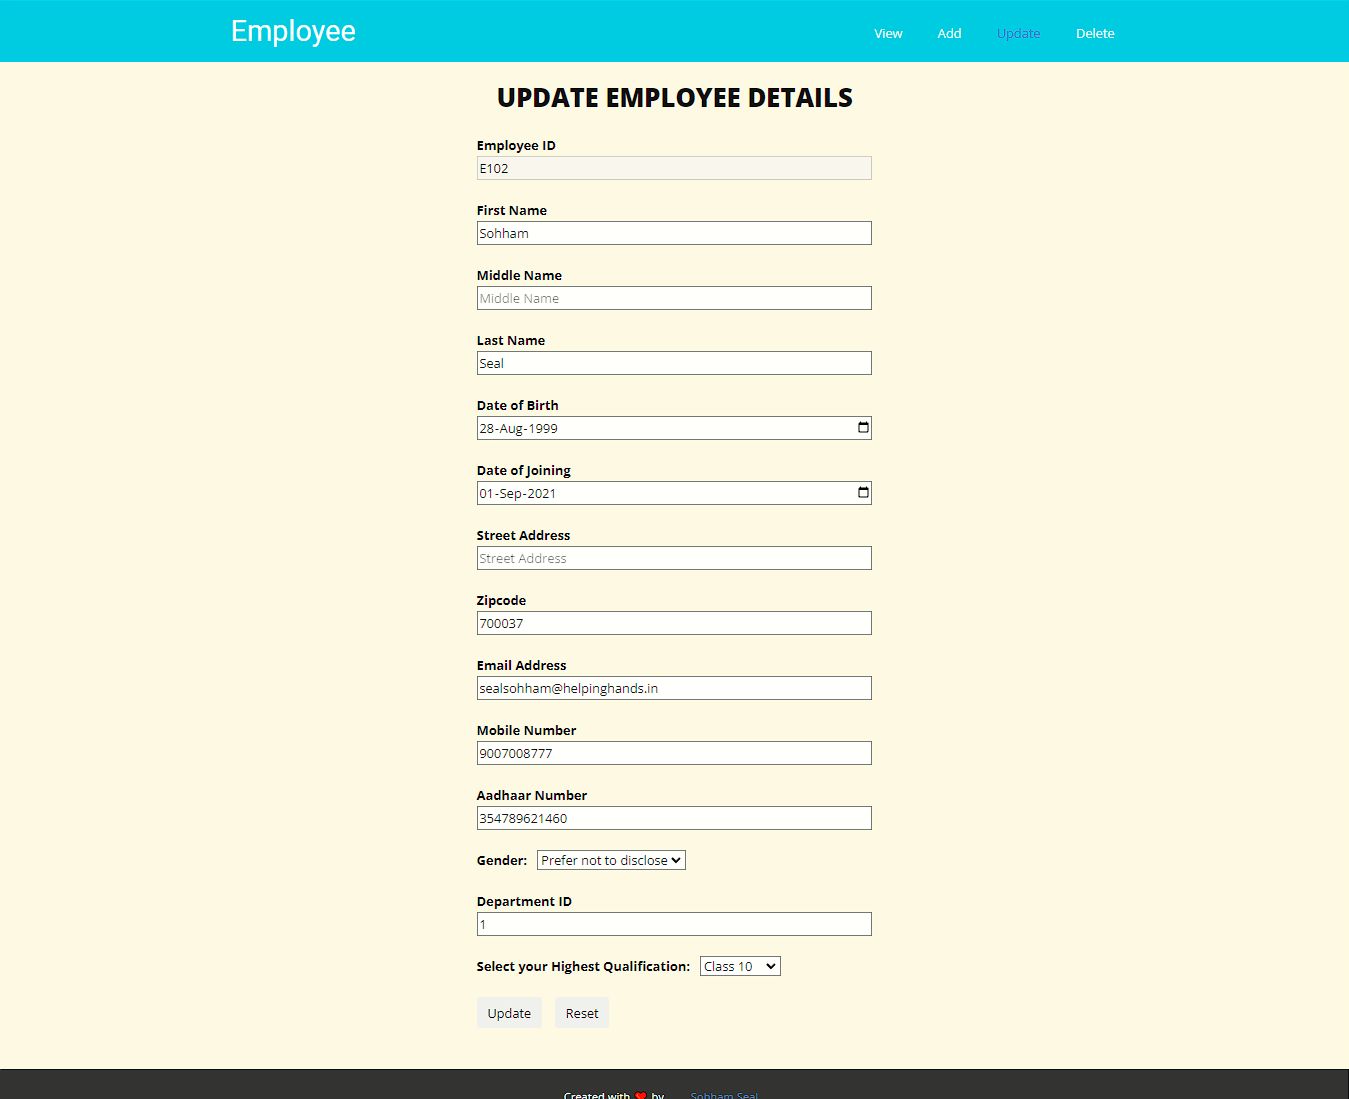 Employee
View Add Update Delete
UPDATE EMPLOYEE DETAILS
Employee ID
E102
First Name
Sohham
Middle Name
Middle Name
Last Name
Seal
Date of Birth
28-Aug-1999
Date of Joining
01-Sep-2021
Street Address
Street Address
Zipcode
700037
Email Address
sealsohham@helpinghands.in
Mobile Number
9007008777
Aadhaar Number
354789621460
Gender: Prefer not to disclose
Department ID
1
Select your Highest Qualification: Class 10
Update Reset
Created with ❤ by Sohham Seal